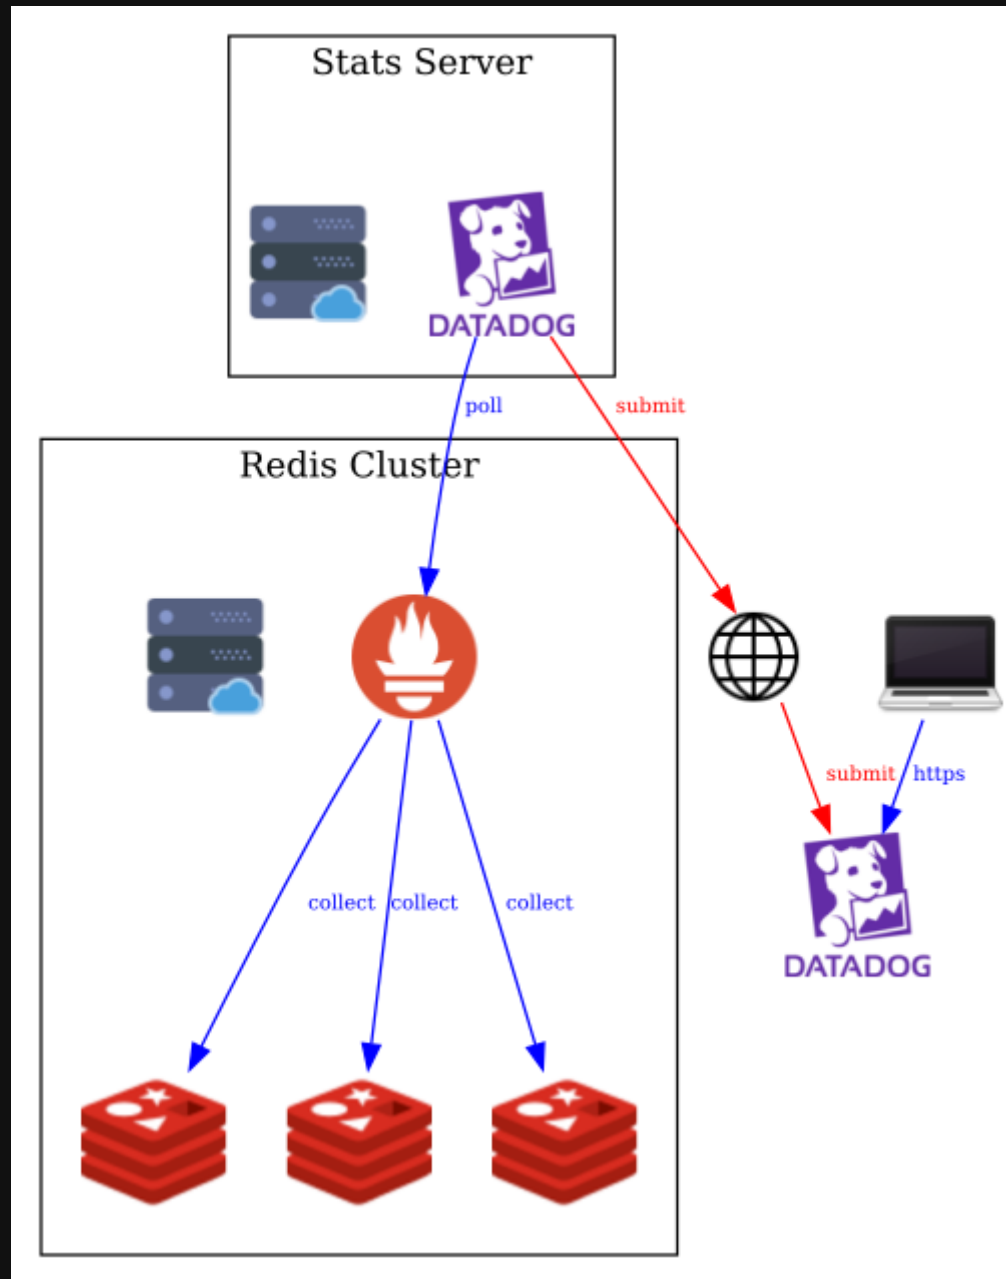 Stats Server
DATADOG
poll
submit
Redis Cluster
submit
https
DATADOG
collect
collect
collect